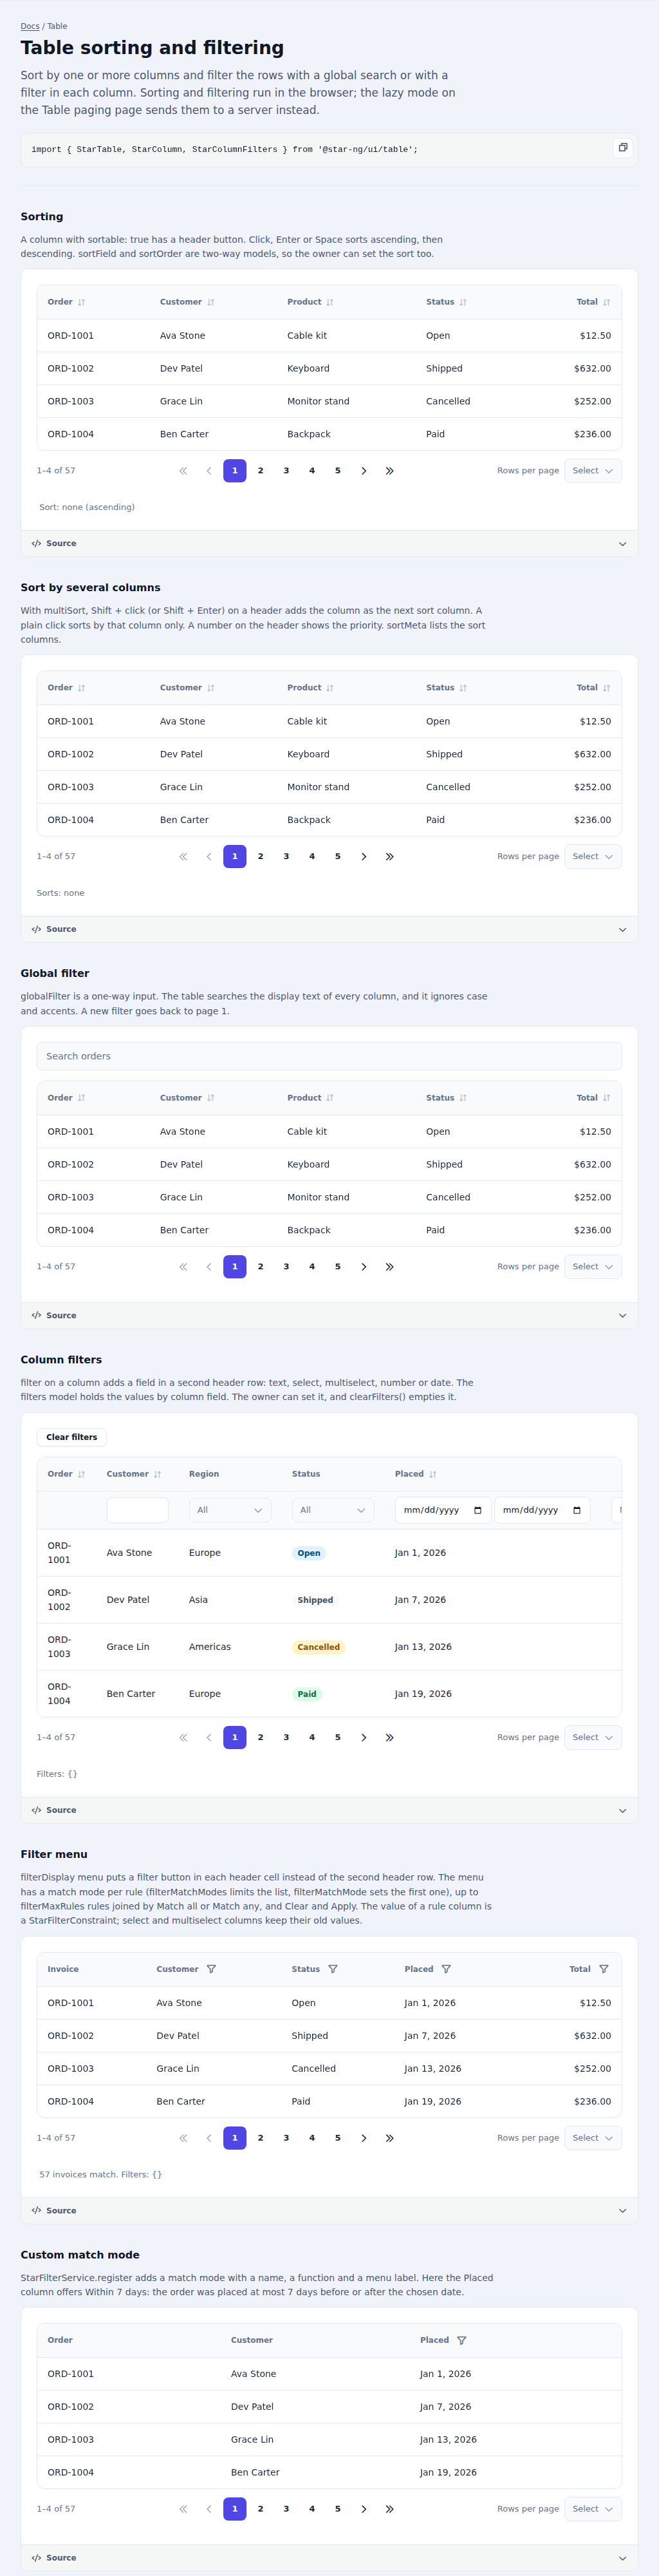 Docs / Table
Table sorting and filtering
Sort by one or more columns and filter the rows with a global search or with a
filter in each column. Sorting and filtering run in the browser; the lazy mode on
the Table paging page sends them to a server instead.
import { StarTable, StarColumn, StarColumnFilters } from '@star-ng/ui/table';
Sorting
A column with sortable: true has a header button. Click, Enter or Space sorts ascending, then
descending. sortField and sortOrder are two-way models, so the owner can set the sort too.
Order Customer Product Status Total
ORD-1001 Ava Stone Cable kit Open $12.50
ORD-1002 Dev Patel Keyboard Shipped $632.00
ORD-1003 Grace Lin Monitor stand Cancelled $252.00
ORD-1004 Ben Carter Backpack Paid $236.00
1–4 of 57 1 2 3 4 5 Rows per page Select
Sort: none (ascending)
Source
Sort by several columns
With multiSort, Shift + click (or Shift + Enter) on a header adds the column as the next sort column. A
plain click sorts by that column only. A number on the header shows the priority. sortMeta lists the sort
columns.
Order Customer Product Status Total
ORD-1001 Ava Stone Cable kit Open $12.50
ORD-1002 Dev Patel Keyboard Shipped $632.00
ORD-1003 Grace Lin Monitor stand Cancelled $252.00
ORD-1004 Ben Carter Backpack Paid $236.00
1–4 of 57 1 2 3 4 5 Rows per page Select
Sorts: none
Source
Global filter
globalFilter is a one-way input. The table searches the display text of every column, and it ignores case
and accents. A new filter goes back to page 1.
Search orders
Order Customer Product Status Total
ORD-1001 Ava Stone Cable kit Open $12.50
ORD-1002 Dev Patel Keyboard Shipped $632.00
ORD-1003 Grace Lin Monitor stand Cancelled $252.00
ORD-1004 Ben Carter Backpack Paid $236.00
1–4 of 57 1 2 3 4 5 Rows per page Select
Source
Column filters
filter on a column adds a field in a second header row: text, select, multiselect, number or date. The
filters model holds the values by column field. The owner can set it, and clearFilters() empties it.
Clear filters
Order Customer Region Status Placed
All All mm/dd/yyyy mm/dd/yyyy
ORD-
1001 Ava Stone Europe Open Jan 1, 2026
ORD-
1002 Dev Patel Asia Shipped Jan 7, 2026
ORD-
1003 Grace Lin Americas Cancelled Jan 13, 2026
ORD-
1004 Ben Carter Europe Paid Jan 19, 2026
1–4 of 57 1 2 3 4 5 Rows per page Select
Filters: {}
Source
Filter menu
filterDisplay menu puts a filter button in each header cell instead of the second header row. The menu
has a match mode per rule (filterMatchModes limits the list, filterMatchMode sets the first one), up to
filterMaxRules rules joined by Match all or Match any, and Clear and Apply. The value of a rule column is
a StarFilterConstraint; select and multiselect columns keep their old values.
Invoice Customer Status Placed Total
ORD-1001 Ava Stone Open Jan 1, 2026 $12.50
ORD-1002 Dev Patel Shipped Jan 7, 2026 $632.00
ORD-1003 Grace Lin Cancelled Jan 13, 2026 $252.00
ORD-1004 Ben Carter Paid Jan 19, 2026 $236.00
1–4 of 57 1 2 3 4 5 Rows per page Select
57 invoices match. Filters: {}
Source
Custom match mode
StarFilterService.register adds a match mode with a name, a function and a menu label. Here the Placed
column offers Within 7 days: the order was placed at most 7 days before or after the chosen date.
Order Customer Placed
ORD-1001 Ava Stone Jan 1, 2026
ORD-1002 Dev Patel Jan 7, 2026
ORD-1003 Grace Lin Jan 13, 2026
ORD-1004 Ben Carter Jan 19, 2026
1–4 of 57 1 2 3 4 5 Rows per page Select
Source